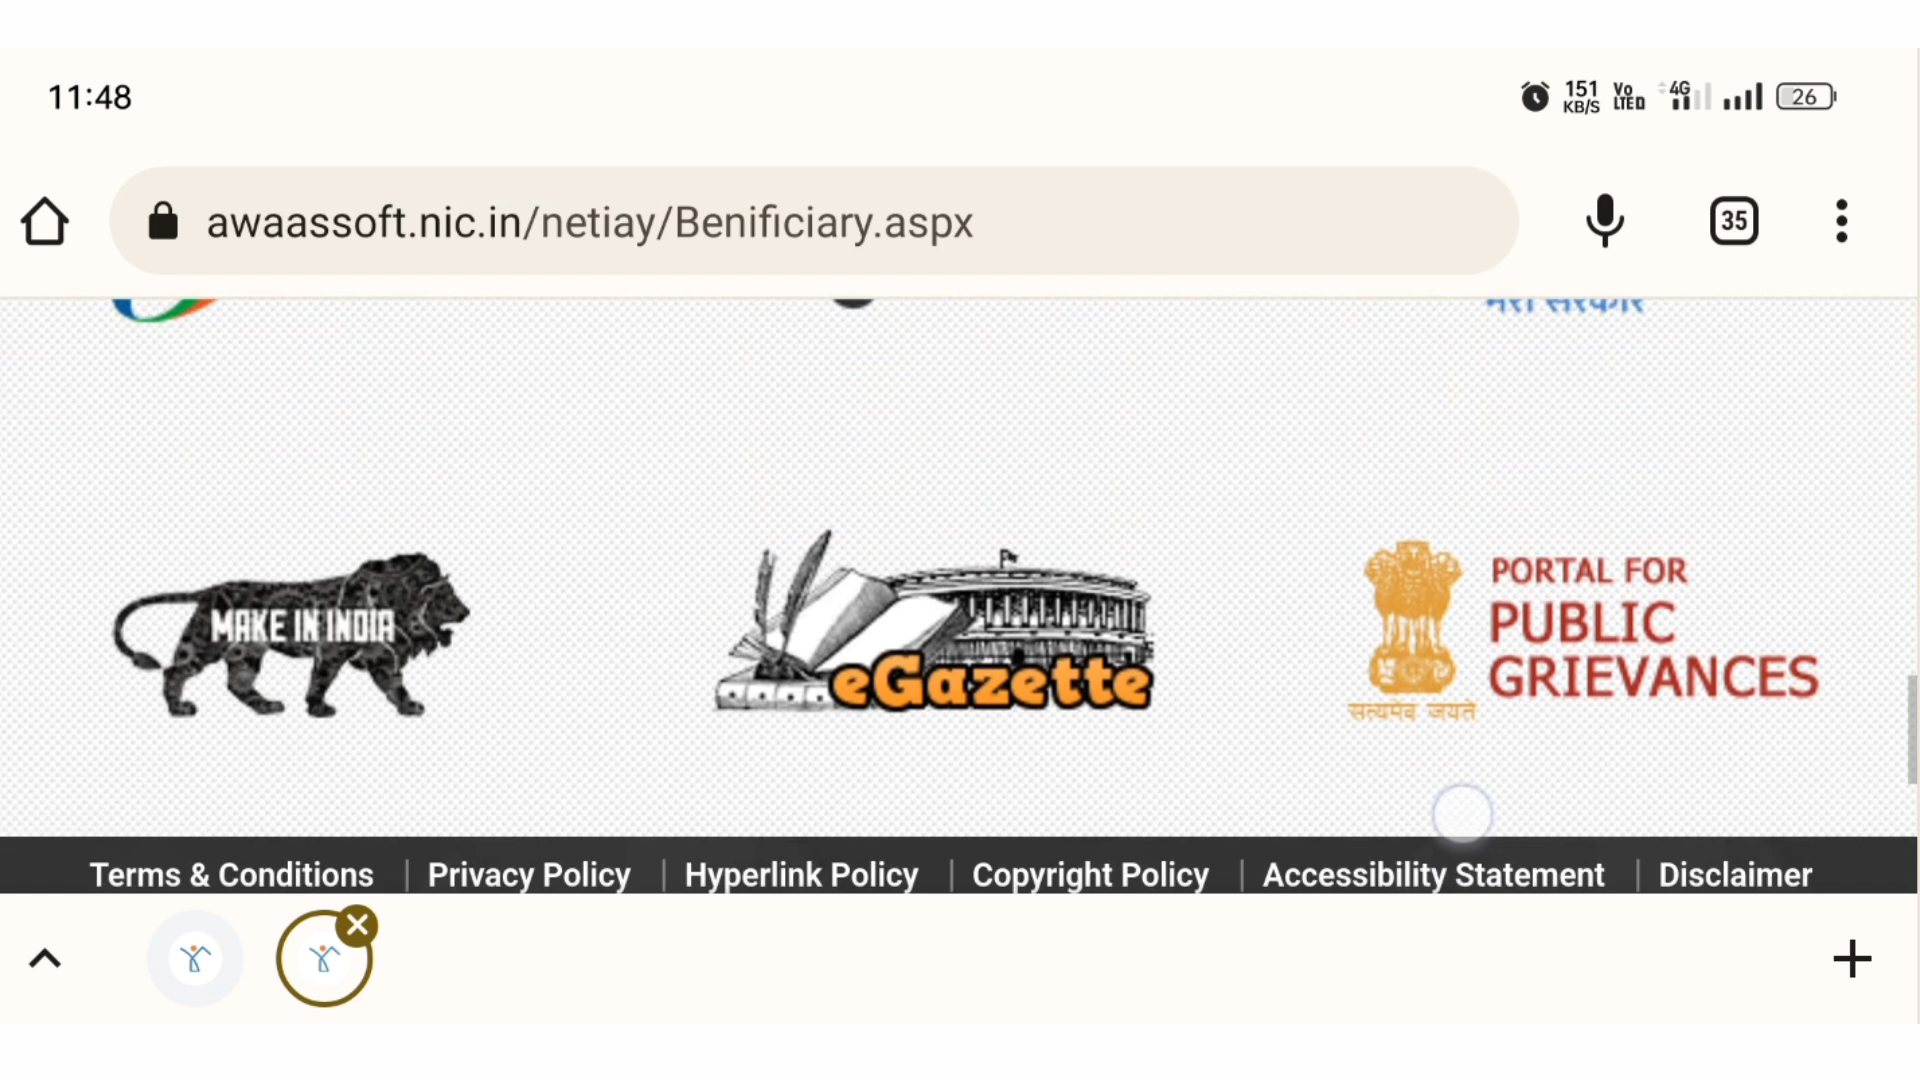 11:48
151 KB/S Vo LTE 4G 26
awaassoft.nic.in/netiay/Benificiary.aspx
35
मेरी सरकार
MAKE IN INDIA
eGazette
सत्यमेव जयते
PORTAL FOR
PUBLIC
GRIEVANCES
Terms & Conditions | Privacy Policy | Hyperlink Policy | Copyright Policy | Accessibility Statement | Disclaimer